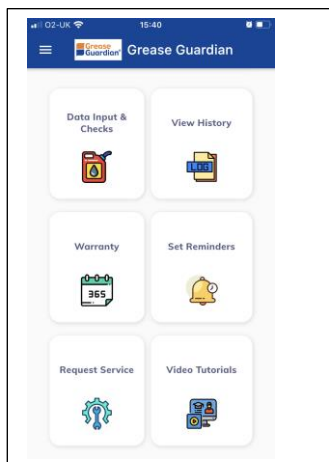 O2-UK 15:40
Grease Guardian® Grease Guardian
Data Input & Checks
View History
LOG
Warranty
Set Reminders
365
Request Service
Video Tutorials